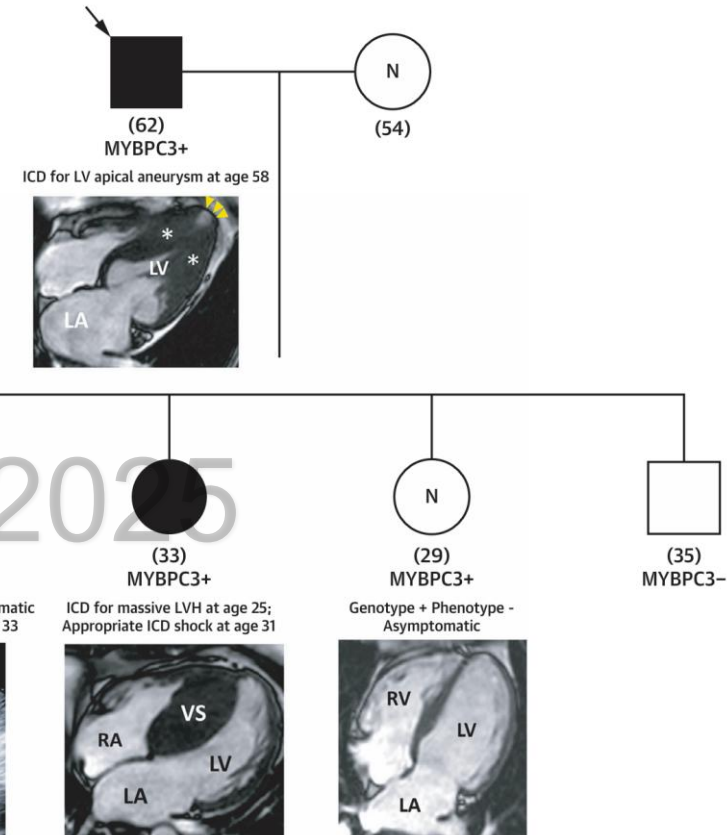 N
(62)
MYBPC3+
(54)
ICD for LV apical aneurysm at age 58
*
*
LV
LA
2025
N
(33)
MYBPC3+
(29)
MYBPC3+
(35)
MYBPC3–
matic
33
ICD for massive LVH at age 25;
Appropriate ICD shock at age 31
Genotype + Phenotype -
Asymptomatic
VS
RA
LV
LA
RV
LV
LA